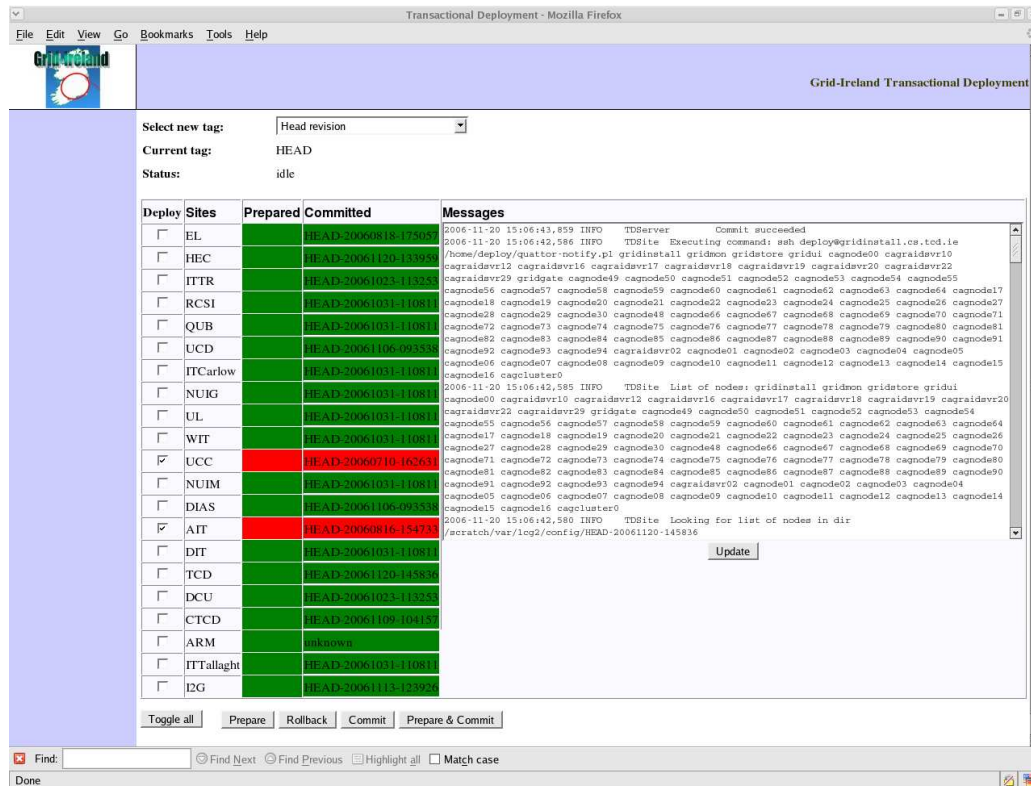 Transactional Deployment - Mozilla Firefox
File Edit View Go Bookmarks Tools Help
Grid-Ireland
Grid-Ireland Transactional Deployment
Select new tag: Head revision
Current tag: HEAD
Status: idle
Deploy Sites Prepared Committed Messages
EL HEAD-20060818-175057
HEC HEAD-20061120-133959
ITTR HEAD-20061023-113253
RCSI HEAD-20061031-110811
QUB HEAD-20061031-110811
UCD HEAD-20061106-093538
ITCarlow HEAD-20061031-110811
NUIG HEAD-20061031-110811
UL HEAD-20061031-110811
WIT HEAD-20061031-110811
UCC HEAD-20060710-162631
NUIM HEAD-20061031-110811
DIAS HEAD-20061106-093538
AIT HEAD-20060816-154733
DIT HEAD-20061031-110811
TCD HEAD-20061120-145836
DCU HEAD-20061023-113253
CTCD HEAD-20061109-104157
ARM unknown
ITTallaght HEAD-20061031-110811
I2G HEAD-20061113-123926
2006-11-20 15:06:43,859 INFO TDServer Commit succeeded
2006-11-20 15:06:42,586 INFO TDSite Executing command: ssh deploy@gridinstall.cs.tcd.ie
/home/deploy/quattor-notify.pl gridinstall gridmon gridstore gridui cagnode00 cagraidsvr10
cagraidsvr12 cagraidsvr16 cagraidsvr17 cagraidsvr18 cagraidsvr19 cagraidsvr20 cagraidsvr22
cagraidsvr29 gridgate cagnode49 cagnode50 cagnode51 cagnode52 cagnode53 cagnode54 cagnode55
cagnode56 cagnode57 cagnode58 cagnode59 cagnode60 cagnode61 cagnode62 cagnode63 cagnode64 cagnode17
cagnode18 cagnode19 cagnode20 cagnode21 cagnode22 cagnode23 cagnode24 cagnode25 cagnode26 cagnode27
cagnode28 cagnode29 cagnode30 cagnode48 cagnode66 cagnode67 cagnode68 cagnode69 cagnode70 cagnode71
cagnode72 cagnode73 cagnode74 cagnode75 cagnode76 cagnode77 cagnode78 cagnode79 cagnode80 cagnode81
cagnode82 cagnode83 cagnode84 cagnode85 cagnode86 cagnode87 cagnode88 cagnode89 cagnode90 cagnode91
cagnode92 cagnode93 cagnode94 cagraidsvr02 cagnode01 cagnode02 cagnode03 cagnode04 cagnode05
cagnode06 cagnode07 cagnode08 cagnode09 cagnode10 cagnode11 cagnode12 cagnode13 cagnode14 cagnode15
cagnode16 cagcluster0
2006-11-20 15:06:42,585 INFO TDSite List of nodes: gridinstall gridmon gridstore gridui
cagnode00 cagraidsvr10 cagraidsvr12 cagraidsvr16 cagraidsvr17 cagraidsvr18 cagraidsvr19 cagraidsvr20
cagraidsvr22 cagraidsvr29 gridgate cagnode49 cagnode50 cagnode51 cagnode52 cagnode53 cagnode54
cagnode55 cagnode56 cagnode57 cagnode58 cagnode59 cagnode60 cagnode61 cagnode62 cagnode63 cagnode64
cagnode17 cagnode18 cagnode19 cagnode20 cagnode21 cagnode22 cagnode23 cagnode24 cagnode25 cagnode26
cagnode27 cagnode28 cagnode29 cagnode30 cagnode48 cagnode66 cagnode67 cagnode68 cagnode69 cagnode70
cagnode71 cagnode72 cagnode73 cagnode74 cagnode75 cagnode76 cagnode77 cagnode78 cagnode79 cagnode80
cagnode81 cagnode82 cagnode83 cagnode84 cagnode85 cagnode86 cagnode87 cagnode88 cagnode89 cagnode90
cagnode91 cagnode92 cagnode93 cagnode94 cagraidsvr02 cagnode01 cagnode02 cagnode03 cagnode04
cagnode05 cagnode06 cagnode07 cagnode08 cagnode09 cagnode10 cagnode11 cagnode12 cagnode13 cagnode14
cagnode15 cagnode16 cagcluster0
2006-11-20 15:06:42,580 INFO TDSite Looking for list of nodes in dir
/scratch/var/lcg2/config/HEAD-20061120-145836
Update
Toggle all Prepare Rollback Commit Prepare & Commit
Find: Find Next Find Previous Highlight all Match case
Done